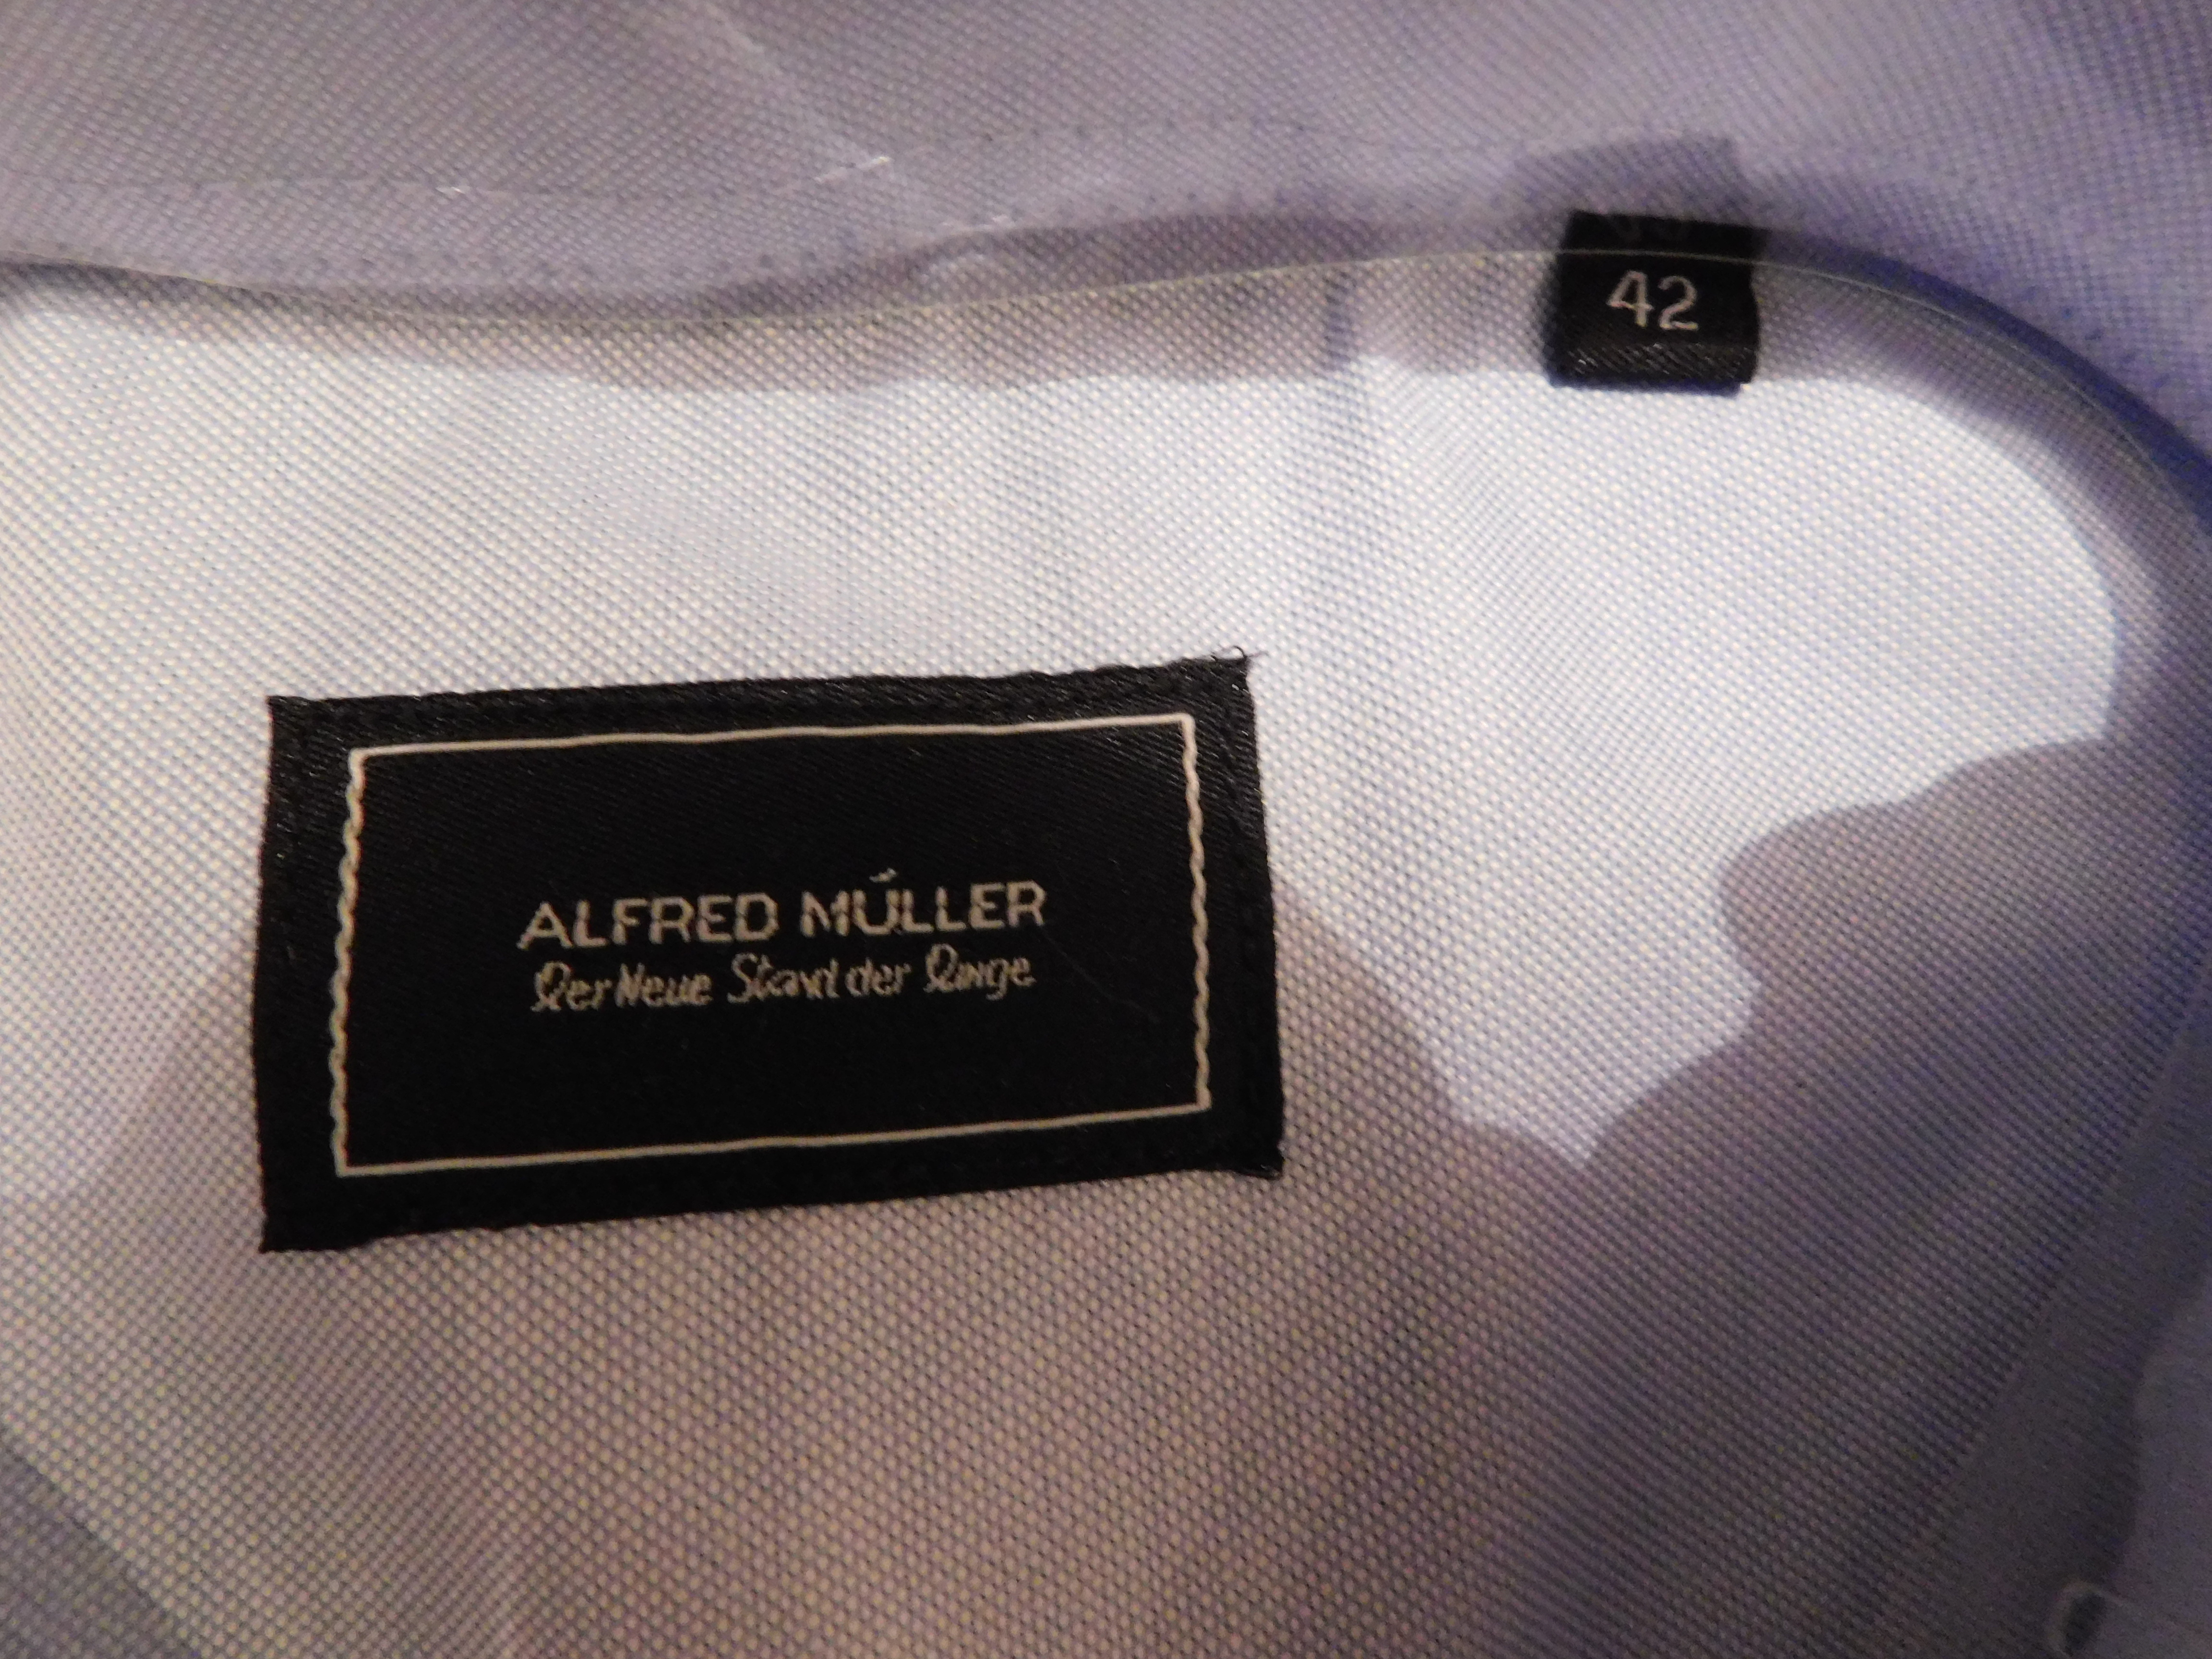 42
ALFRED MÜLLER
Der Neue Stand der Dinge